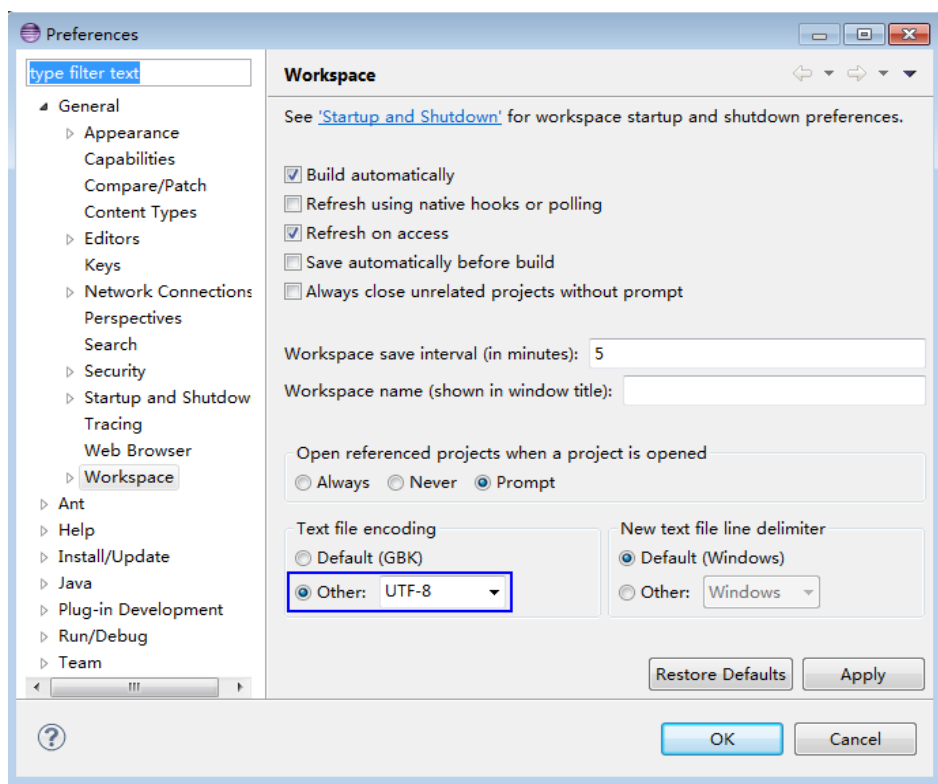 Preferences
type filter text
General
Appearance
Capabilities
Compare/Patch
Content Types
Editors
Keys
Network Connections
Perspectives
Search
Security
Startup and Shutdow
Tracing
Web Browser
Workspace
Ant
Help
Install/Update
Java
Plug-in Development
Run/Debug
Team
Workspace
See 'Startup and Shutdown' for workspace startup and shutdown preferences.
Build automatically
Refresh using native hooks or polling
Refresh on access
Save automatically before build
Always close unrelated projects without prompt
Workspace save interval (in minutes): 5
Workspace name (shown in window title):
Open referenced projects when a project is opened
Always Never Prompt
Text file encoding
Default (GBK)
Other: UTF-8
New text file line delimiter
Default (Windows)
Other: Windows
Restore Defaults Apply
? OK Cancel